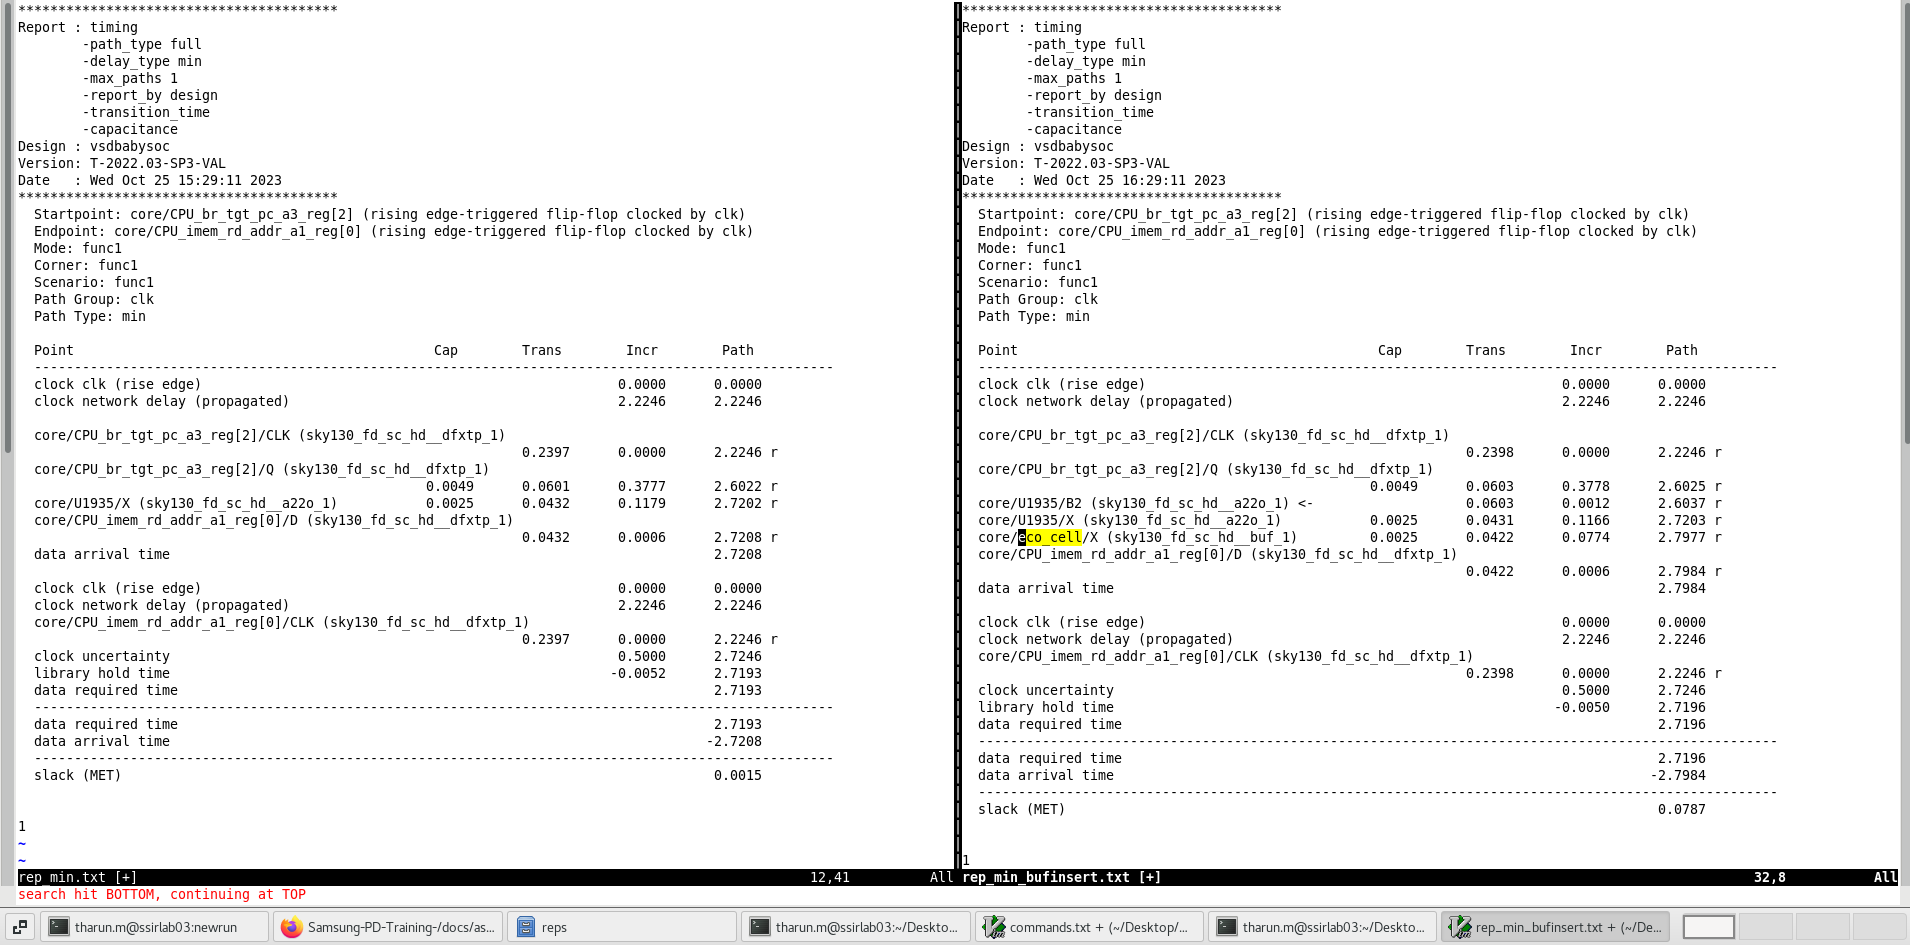 ****************************************
Report : timing
        -path_type full
        -delay_type min
        -max_paths 1
        -report_by design
        -transition_time
        -capacitance
Design : vsdbabysoc
Version: T-2022.03-SP3-VAL
Date   : Wed Oct 25 15:29:11 2023
****************************************
  Startpoint: core/CPU_br_tgt_pc_a3_reg[2] (rising edge-triggered flip-flop clocked by clk)
  Endpoint: core/CPU_imem_rd_addr_a1_reg[0] (rising edge-triggered flip-flop clocked by clk)
  Mode: func1
  Corner: func1
  Scenario: func1
  Path Group: clk
  Path Type: min
  Point                                             Cap        Trans        Incr        Path
  ----------------------------------------------------------------------------------------------------
  clock clk (rise edge)                                                    0.0000      0.0000
  clock network delay (propagated)                                         2.2246      2.2246
  core/CPU_br_tgt_pc_a3_reg[2]/CLK (sky130_fd_sc_hd__dfxtp_1)
                                                               0.2397      0.0000      2.2246 r
  core/CPU_br_tgt_pc_a3_reg[2]/Q (sky130_fd_sc_hd__dfxtp_1)
                                                   0.0049      0.0601      0.3777      2.6022 r
  core/U1935/X (sky130_fd_sc_hd__a22o_1)           0.0025      0.0432      0.1179      2.7202 r
  core/CPU_imem_rd_addr_a1_reg[0]/D (sky130_fd_sc_hd__dfxtp_1)
                                                               0.0432      0.0006      2.7208 r
  data arrival time                                                                    2.7208
  clock clk (rise edge)                                                    0.0000      0.0000
  clock network delay (propagated)                                         2.2246      2.2246
  core/CPU_imem_rd_addr_a1_reg[0]/CLK (sky130_fd_sc_hd__dfxtp_1)
                                                               0.2397      0.0000      2.2246 r
  clock uncertainty                                                        0.5000      2.7246
  library hold time                                                       -0.0052      2.7193
  data required time                                                                   2.7193
  ----------------------------------------------------------------------------------------------------
  data required time                                                                   2.7193
  data arrival time                                                                   -2.7208
  ----------------------------------------------------------------------------------------------------
  slack (MET)                                                                          0.0015
1
~
~
rep_min.txt [+]                                                    12,41          All
****************************************
Report : timing
        -path_type full
        -delay_type min
        -max_paths 1
        -report_by design
        -transition_time
        -capacitance
Design : vsdbabysoc
Version: T-2022.03-SP3-VAL
Date   : Wed Oct 25 16:29:11 2023
****************************************
  Startpoint: core/CPU_br_tgt_pc_a3_reg[2] (rising edge-triggered flip-flop clocked by clk)
  Endpoint: core/CPU_imem_rd_addr_a1_reg[0] (rising edge-triggered flip-flop clocked by clk)
  Mode: func1
  Corner: func1
  Scenario: func1
  Path Group: clk
  Path Type: min
  Point                                             Cap        Trans        Incr        Path
  ----------------------------------------------------------------------------------------------------
  clock clk (rise edge)                                                    0.0000      0.0000
  clock network delay (propagated)                                         2.2246      2.2246
  core/CPU_br_tgt_pc_a3_reg[2]/CLK (sky130_fd_sc_hd__dfxtp_1)
                                                               0.2398      0.0000      2.2246 r
  core/CPU_br_tgt_pc_a3_reg[2]/Q (sky130_fd_sc_hd__dfxtp_1)
                                                   0.0049      0.0603      0.3778      2.6025 r
  core/U1935/B2 (sky130_fd_sc_hd__a22o_1) <-                   0.0603      0.0012      2.6037 r
  core/U1935/X (sky130_fd_sc_hd__a22o_1)           0.0025      0.0431      0.1166      2.7203 r
  core/eco_cell/X (sky130_fd_sc_hd__buf_1)         0.0025      0.0422      0.0774      2.7977 r
  core/CPU_imem_rd_addr_a1_reg[0]/D (sky130_fd_sc_hd__dfxtp_1)
                                                               0.0422      0.0006      2.7984 r
  data arrival time                                                                    2.7984
  clock clk (rise edge)                                                    0.0000      0.0000
  clock network delay (propagated)                                         2.2246      2.2246
  core/CPU_imem_rd_addr_a1_reg[0]/CLK (sky130_fd_sc_hd__dfxtp_1)
                                                               0.2398      0.0000      2.2246 r
  clock uncertainty                                                        0.5000      2.7246
  library hold time                                                       -0.0050      2.7196
  data required time                                                                   2.7196
  ----------------------------------------------------------------------------------------------------
  data required time                                                                   2.7196
  data arrival time                                                                   -2.7984
  ----------------------------------------------------------------------------------------------------
  slack (MET)                                                                          0.0787
1
rep_min_bufinsert.txt [+]                                          32,8           All
search hit BOTTOM, continuing at TOP
tharun.m@ssirlab03:newrun
Samsung-PD-Training-/docs/as...
reps
tharun.m@ssirlab03:~/Deskto...
commands.txt + (~/Desktop/...
tharun.m@ssirlab03:~/Deskto...
rep_min_bufinsert.txt + (~/De...